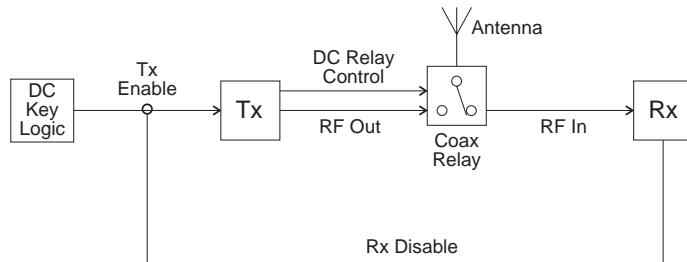 Antenna
DC Relay
Control
Tx
Enable
DC
Key
Logic
Tx
RF Out
Coax
Relay
RF In
Rx
Rx Disable